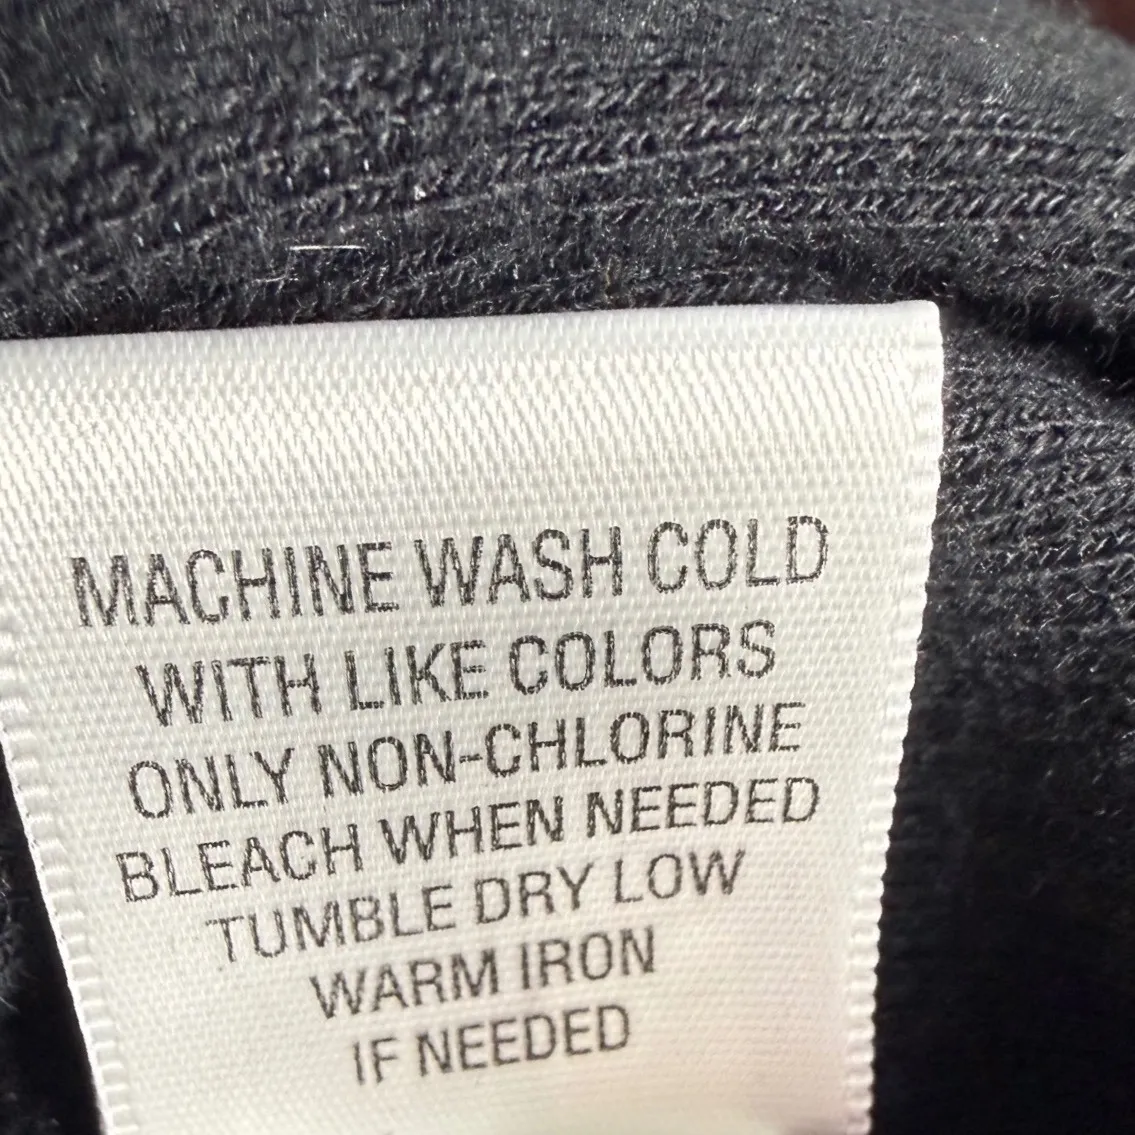 MACHINE WASH COLD
WITH LIKE COLORS
ONLY NON-CHLORINE
BLEACH WHEN NEEDED
TUMBLE DRY LOW
WARM IRON
IF NEEDED